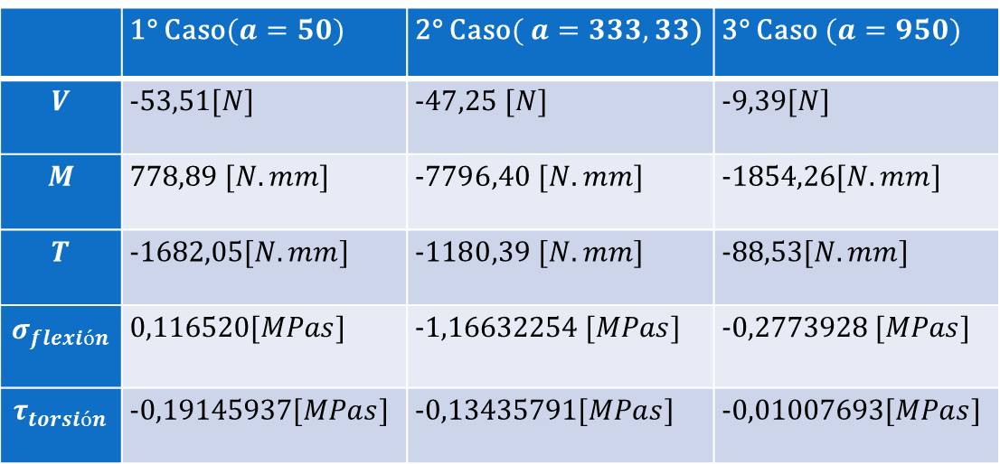 1° Caso(a = 50) 2° Caso( a = 333, 33) 3° Caso (a = 950)
V -53,51[N] -47,25 [N] -9,39[N]
M 778,89 [N.mm] -7796,40 [N.mm] -1854,26[N.mm]
T -1682,05[N.mm] -1180,39 [N.mm] -88,53[N.mm]
σflexión 0,116520[MPas] -1,16632254 [MPas] -0,2773928 [MPas]
τtorsión -0,19145937[MPas] -0,13435791[MPas] -0,01007693[MPas]